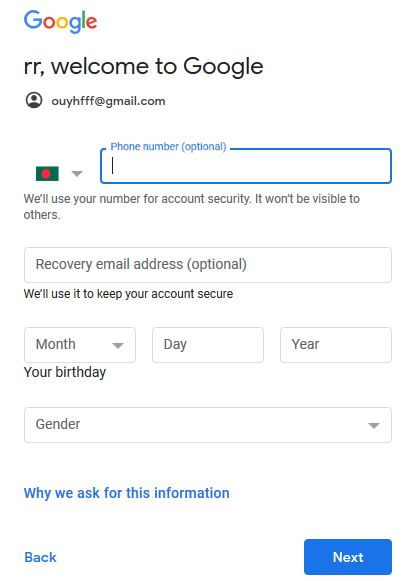 Google
rr, welcome to Google
ouyhfff@gmail.com
Phone number (optional)
We'll use your number for account security. It won't be visible to
others.
Recovery email address (optional)
We'll use it to keep your account secure
Month Day Year
Your birthday
Gender
Why we ask for this information
Back Next